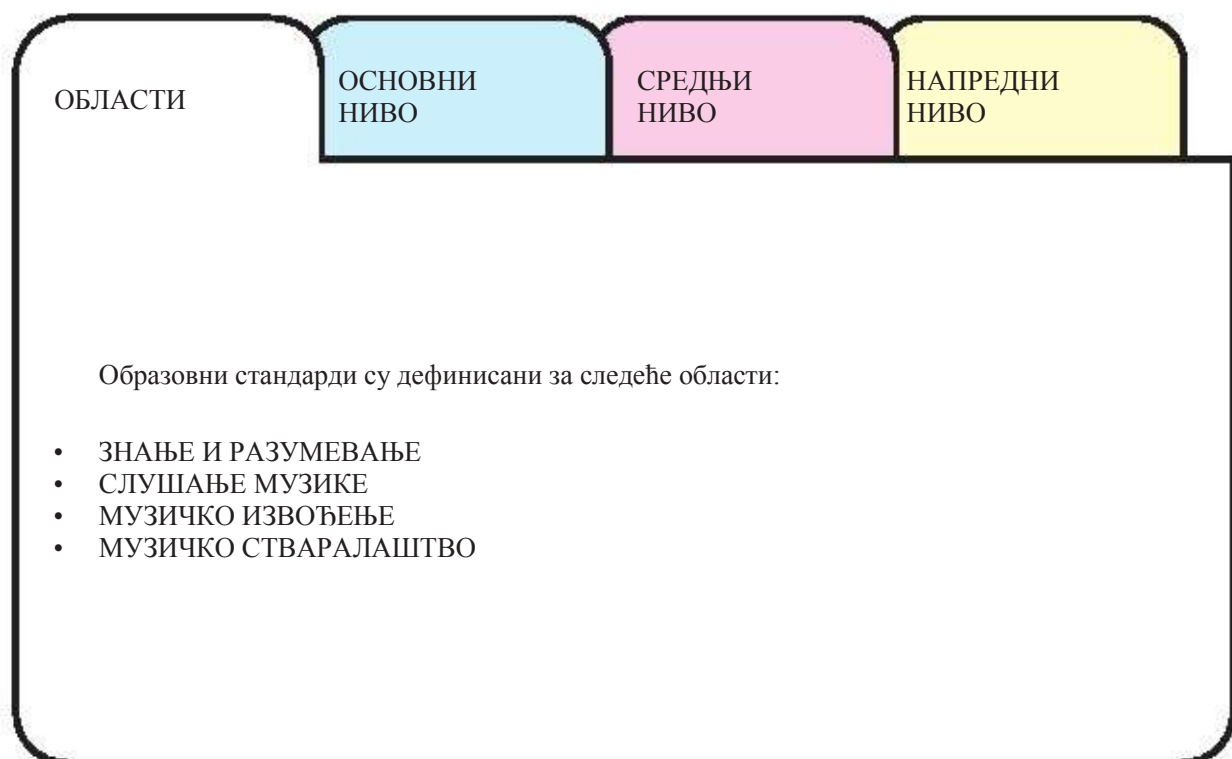 ОБЛАСТИ
ОСНОВНИ
НИВО
СРЕДЊИ
НИВО
НАПРЕДНИ
НИВО
Образовни стандарди су дефинисани за следеће области:
• ЗНАЊЕ И РАЗУМЕВАЊЕ
• СЛУШАЊЕ МУЗИКЕ
• МУЗИЧКО ИЗВОЂЕЊЕ
• МУЗИЧКО СТВАРАЛАШТВО